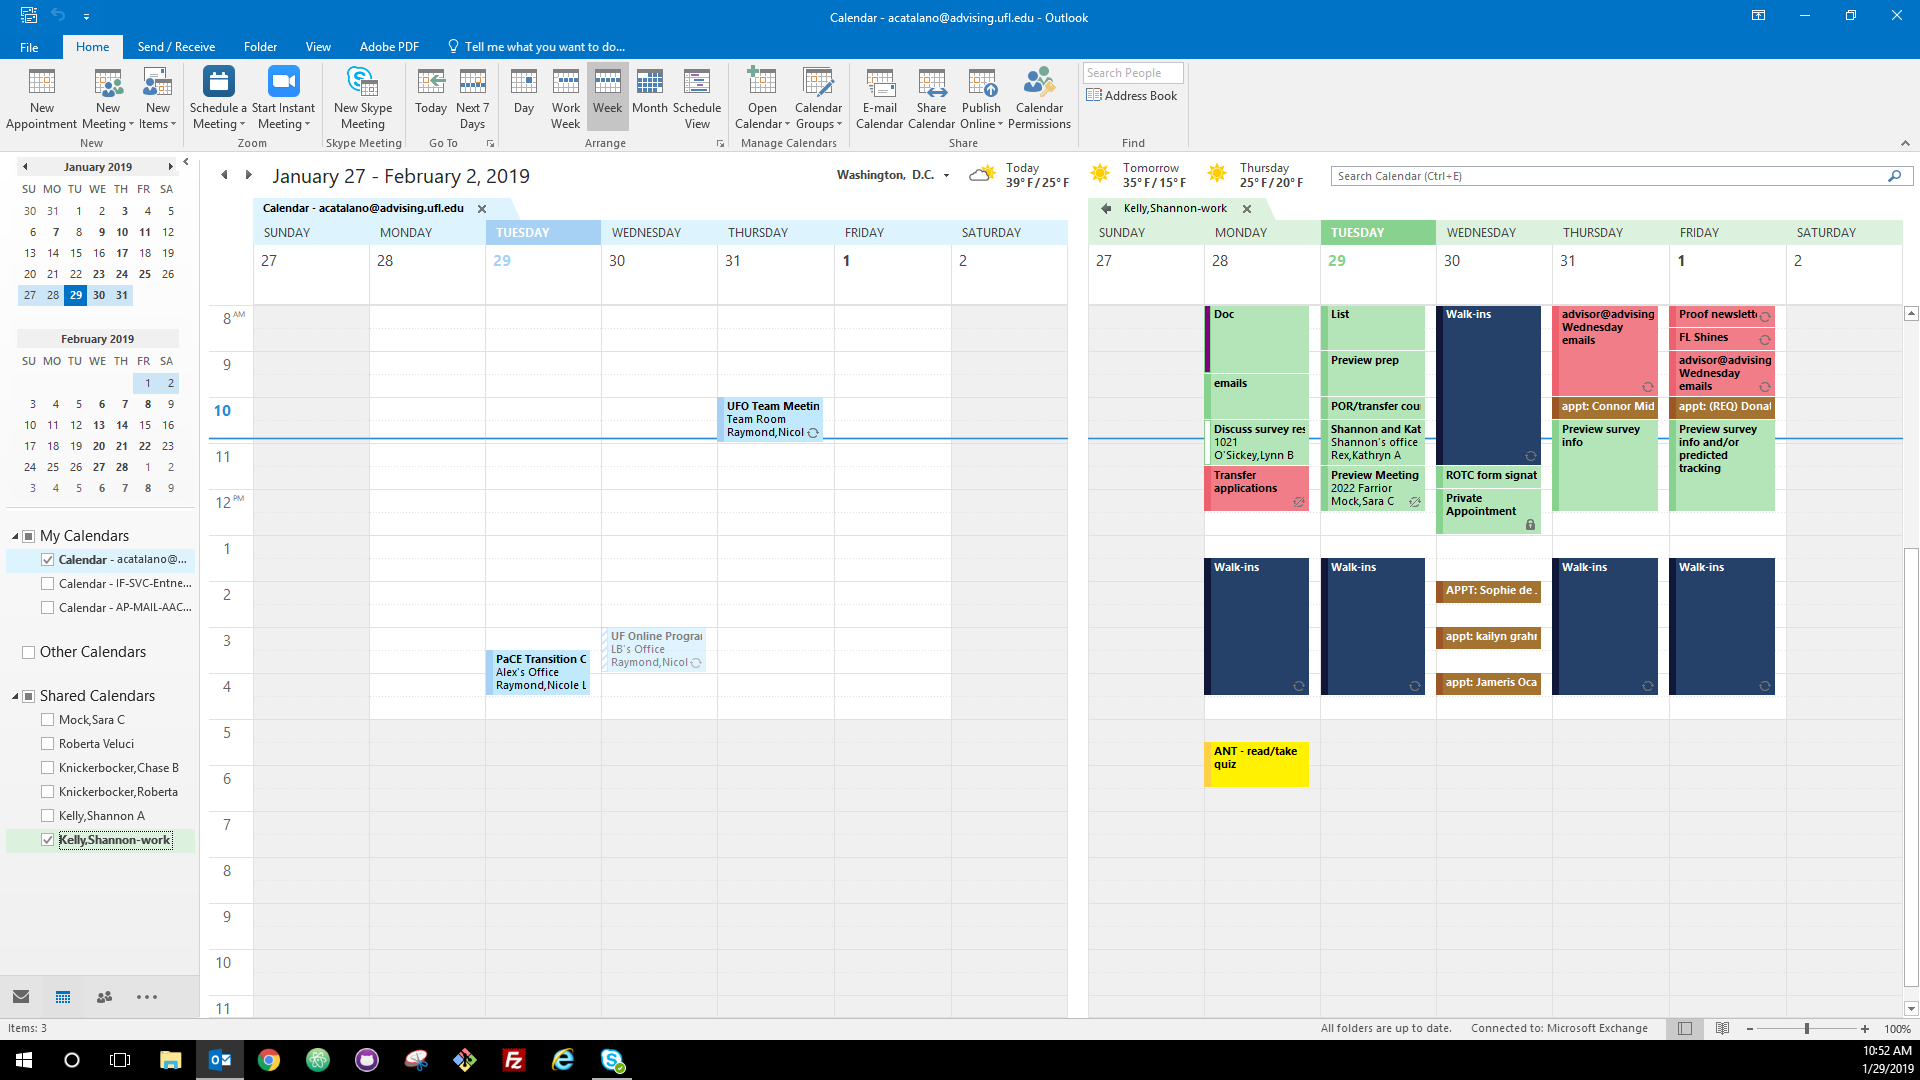 Calendar - acatalano@advising.ufl.edu - Outlook
File Home Send / Receive Folder View Adobe PDF Tell me what you want to do...
New Appointment
New Meeting
New Items
New
Schedule a Meeting
Start Instant Meeting
Zoom
New Skype Meeting
Skype Meeting
Today
Next 7 Days
Go To
Day
Work Week
Week
Month
Schedule View
Arrange
Open Calendar
Calendar Groups
Manage Calendars
E-mail Calendar
Share Calendar
Publish Online
Calendar Permissions
Share
Search People
Address Book
Find
January 2019
SU MO TU WE TH FR SA
30 31 1 2 3 4 5
6 7 8 9 10 11 12
13 14 15 16 17 18 19
20 21 22 23 24 25 26
27 28 29 30 31
February 2019
SU MO TU WE TH FR SA
1 2
3 4 5 6 7 8 9
10 11 12 13 14 15 16
17 18 19 20 21 22 23
24 25 26 27 28 1 2
3 4 5 6 7 8 9
My Calendars
Calendar - acatalano@...
Calendar - IF-SVC-Entne...
Calendar - AP-MAIL-AAC...
Other Calendars
Shared Calendars
Mock,Sara C
Roberta Veluci
Knickerbocker,Chase B
Knickerbocker,Roberta
Kelly,Shannon A
Kelly,Shannon-work
January 27 - February 2, 2019
Washington, D.C.
Today
39° F / 25° F
Tomorrow
35° F / 15° F
Thursday
25° F / 20° F
Search Calendar (Ctrl+E)
Calendar - acatalano@advising.ufl.edu
SUNDAY MONDAY TUESDAY WEDNESDAY THURSDAY FRIDAY SATURDAY
27 28 29 30 31 1 2
8 AM
9
10
11
12 PM
1
2
3
4
5
6
7
8
9
10
11
UFO Team Meetin
Team Room
Raymond,Nicol
PaCE Transition C
Alex's Office
Raymond,Nicole L
UF Online Progra
LB's Office
Raymond,Nicol
Kelly,Shannon-work
SUNDAY MONDAY TUESDAY WEDNESDAY THURSDAY FRIDAY SATURDAY
27 28 29 30 31 1 2
Doc
emails
Discuss survey res
1021
O'Sickey,Lynn B
Transfer
applications
Walk-ins
ANT - read/take
quiz
List
Preview prep
POR/transfer cou
Shannon and Kat
Shannon's office
Rex,Kathryn A
Preview Meeting
2022 Farrior
Mock,Sara C
Walk-ins
Walk-ins
ROTC form signat
Private
Appointment
APPT: Sophie de .
appt: kailyn grah
appt: Jameris Oca
advisor@advising
Wednesday
emails
appt: Connor Mid
Preview survey
info
Walk-ins
Proof newslett
FL Shines
advisor@advising
Wednesday
emails
appt: (REQ) Dona
Preview survey
info and/or
predicted
tracking
Walk-ins
Items: 3
All folders are up to date. Connected to: Microsoft Exchange 100%
10:52 AM
1/29/2019